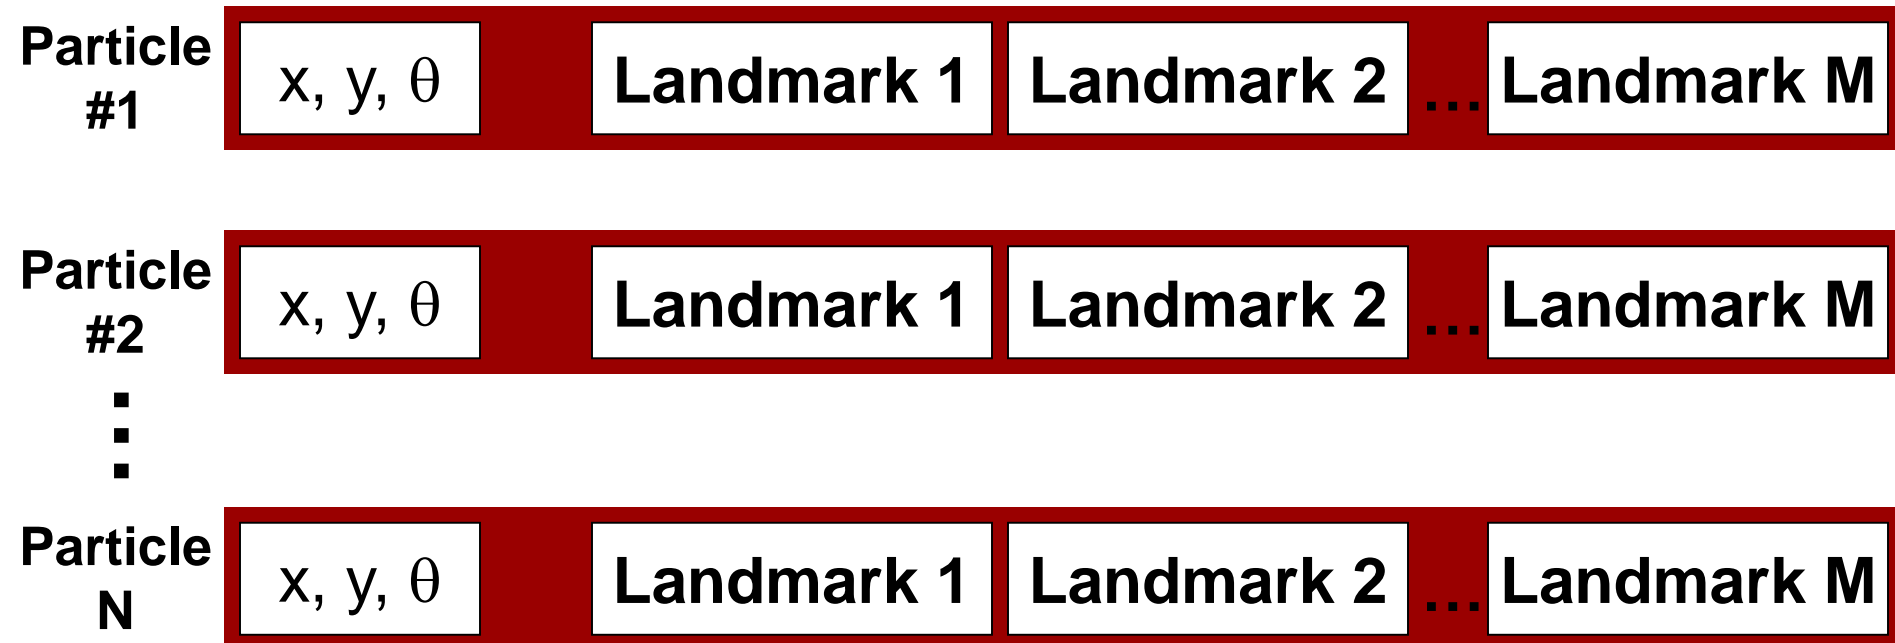 Particle
#1
x, y, θ
Landmark 1
Landmark 2
...
Landmark M
Particle
#2
x, y, θ
Landmark 1
Landmark 2
...
Landmark M
⋮
Particle
N
x, y, θ
Landmark 1
Landmark 2
...
Landmark M